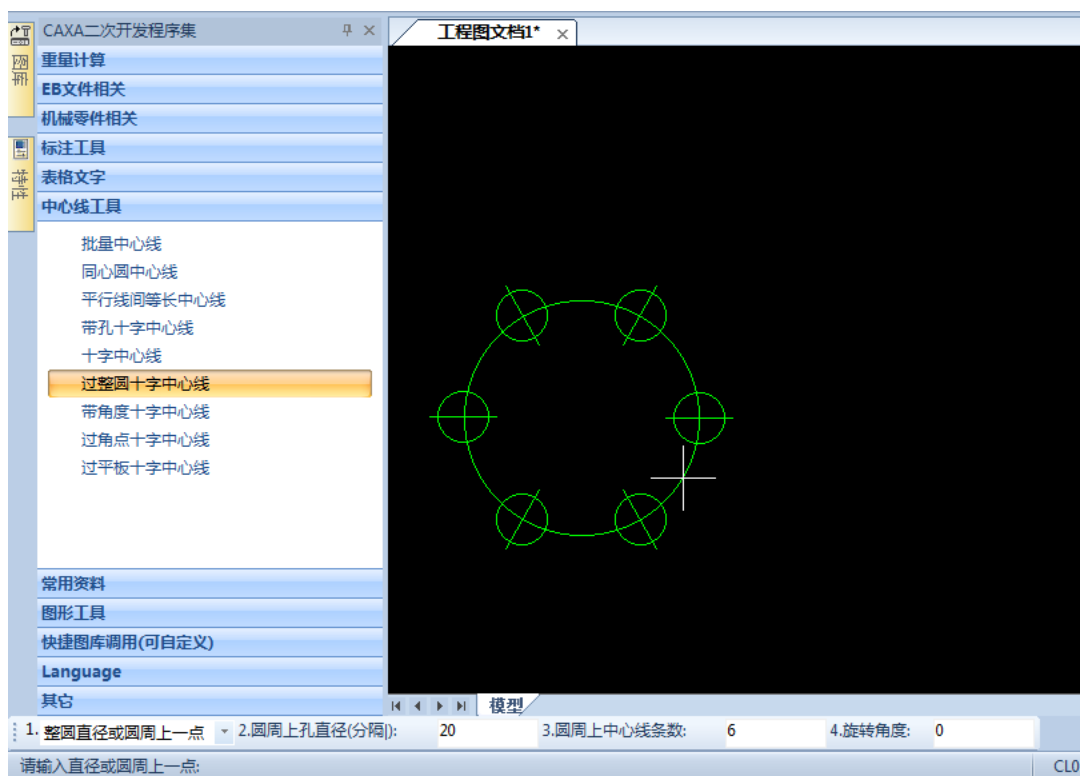 CAXA二次开发程序集
工程图文档1*
图库
重量计算
EB文件相关
机械零件相关
标注工具
特性
表格文字
中心线工具
批量中心线
同心圆中心线
平行线间等长中心线
带孔十字中心线
十字中心线
过整圆十字中心线
带角度十字中心线
过角点十字中心线
过平板十字中心线
常用资料
图形工具
快捷图库调用(可自定义)
Language
其它
模型
1. 整圆直径或圆周上一点 2.圆周上孔直径(分隔|): 20 3.圆周上中心线条数: 6 4.旋转角度: 0
请输入直径或圆周上一点: CL0